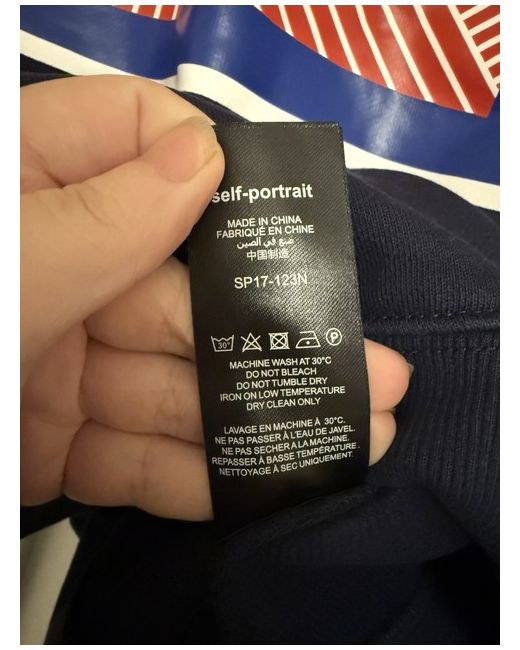 self-portrait
MADE IN CHINA
FABRIQUÉ EN CHINE
صنع في الصين
中国制造
SP17-123N
30°
P
MACHINE WASH AT 30°C
DO NOT BLEACH
DO NOT TUMBLE DRY
IRON ON LOW TEMPERATURE
DRY CLEAN ONLY
LAVAGE EN MACHINE À 30°C.
NE PAS PASSER À L'EAU DE JAVEL.
NE PAS SECHER A LA MACHINE.
REPASSER À BASSE TEMPÉRATURE.
NETTOYAGE À SEC UNIQUEMENT.